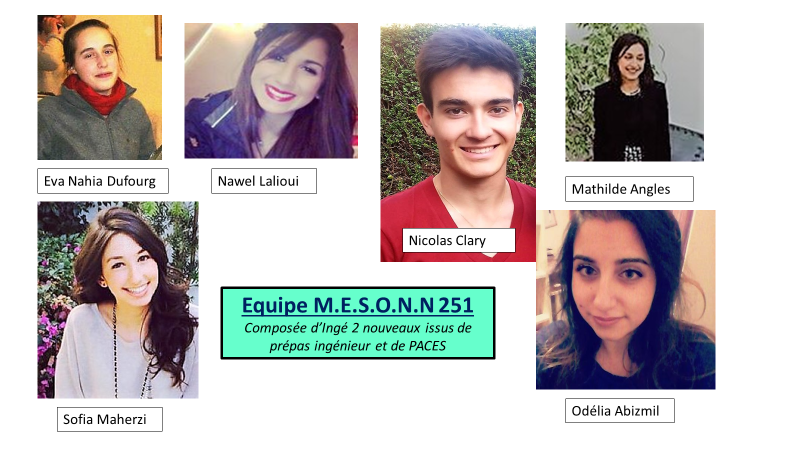 Eva Nahia Dufourg
Nawel Lalioui
Nicolas Clary
Mathilde Angles
Equipe M.E.S.O.N.N 251
Composée d'Ingé 2 nouveaux issus de
prépas ingénieur et de PACES
Sofia Maherzi
Odélia Abizmil